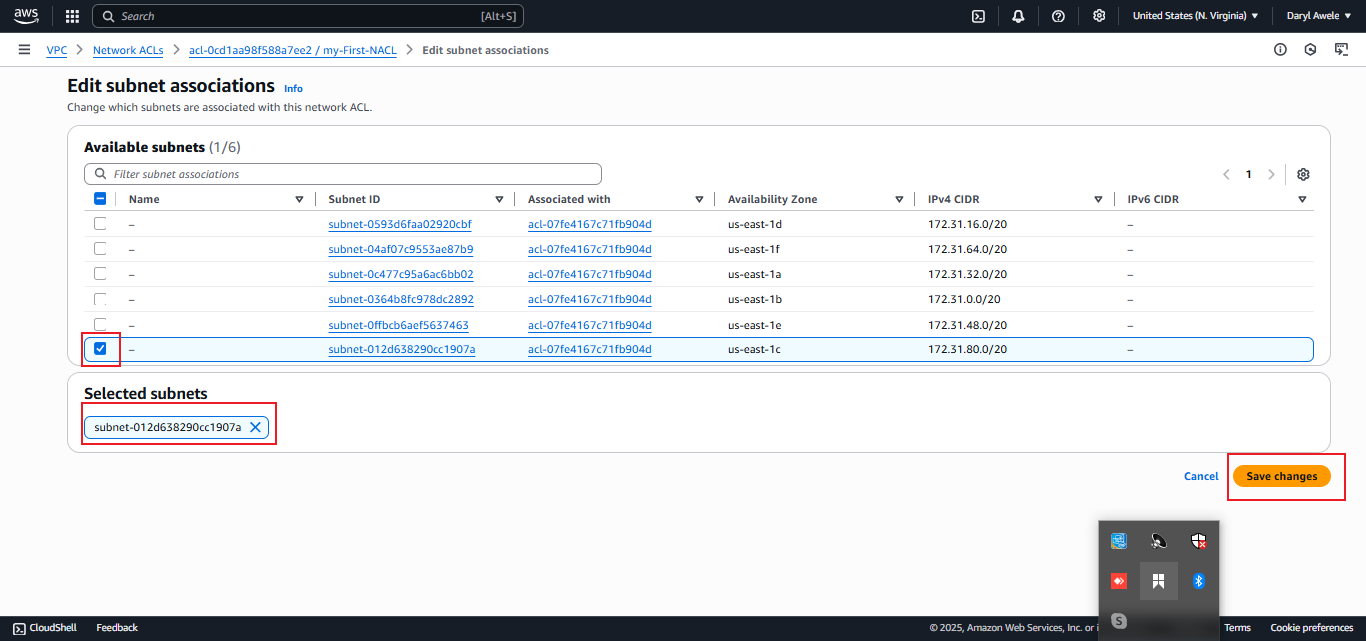 aws Search [Alt+S] United States (N. Virginia) Daryl Awele
VPC > Network ACLs > acl-0cd1aa98f588a7ee2 / my-First-NACL > Edit subnet associations
Edit subnet associations Info
Change which subnets are associated with this network ACL.
Available subnets (1/6)
Filter subnet associations 1
Name Subnet ID Associated with Availability Zone IPv4 CIDR IPv6 CIDR
– subnet-0593d6faa02920cbf acl-07fe4167c71fb904d us-east-1d 172.31.16.0/20 –
– subnet-04af07c9553ae87b9 acl-07fe4167c71fb904d us-east-1f 172.31.64.0/20 –
– subnet-0c477c95a6ac6bb02 acl-07fe4167c71fb904d us-east-1a 172.31.32.0/20 –
– subnet-0364b8fc978dc2892 acl-07fe4167c71fb904d us-east-1b 172.31.0.0/20 –
– subnet-0ffbcb6aef5637463 acl-07fe4167c71fb904d us-east-1e 172.31.48.0/20 –
– subnet-012d638290cc1907a acl-07fe4167c71fb904d us-east-1c 172.31.80.0/20 –
Selected subnets
subnet-012d638290cc1907a
Cancel Save changes
S
CloudShell Feedback © 2025, Amazon Web Services, Inc. or Terms Cookie preferences